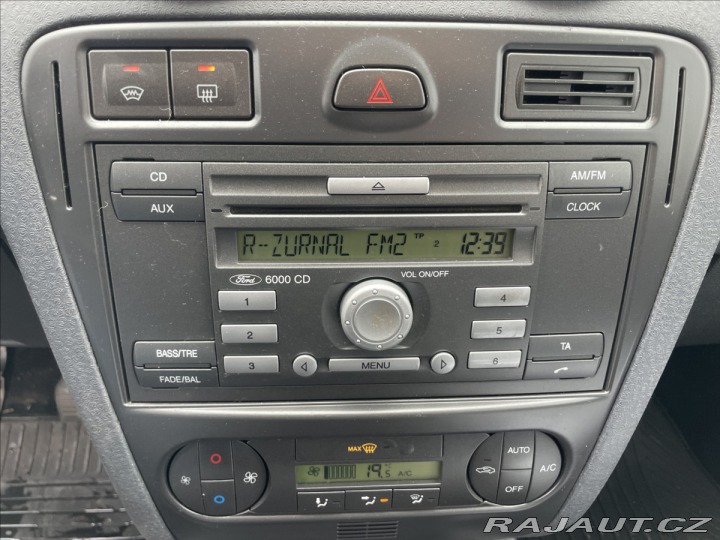 CD
AUX
AM/FM
CLOCK
R--ZURNAL FM2 TP 2 12:39
Ford 6000 CD
VOL ON/OFF
1
4
2
5
BASS/TRE
3
MENU
6
TA
FADE/BAL
MAX
19.5 A/C
AUTO
A/C
OFF
RAJAUT.CZ